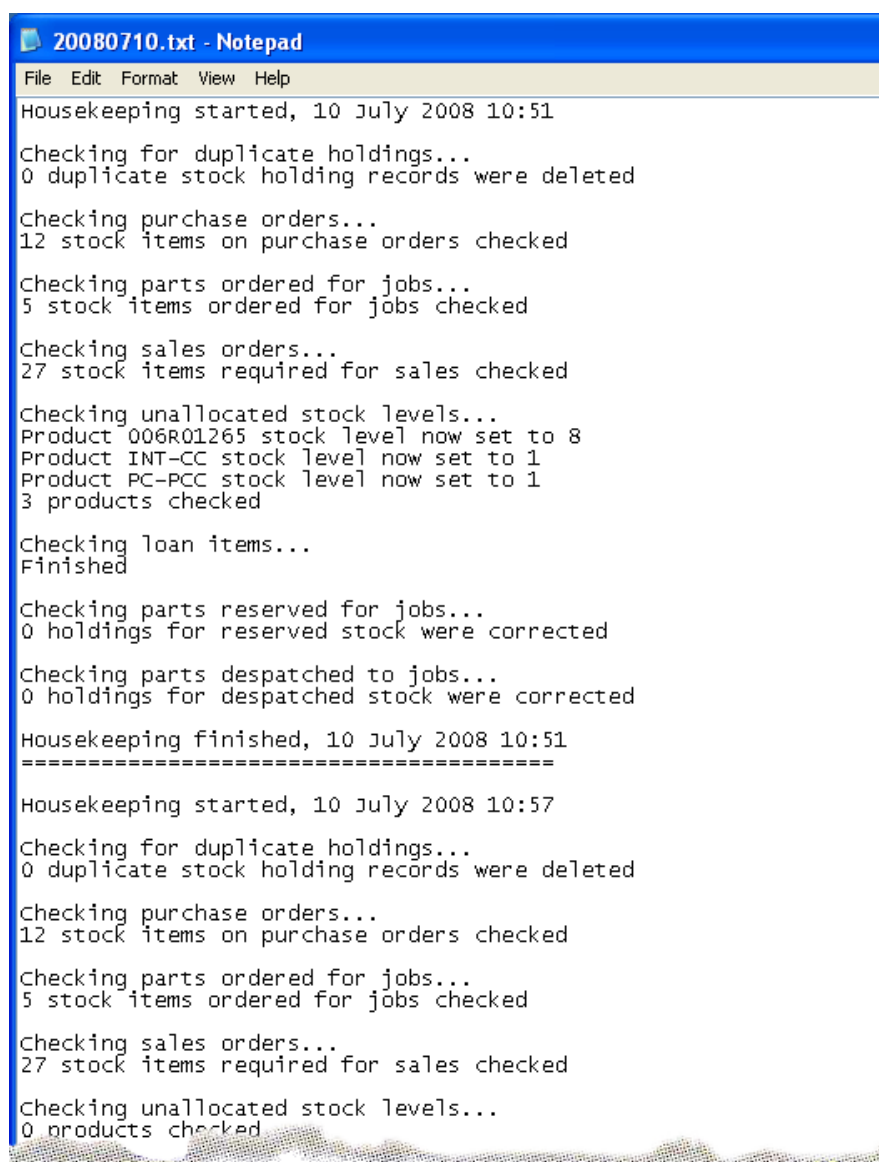 20080710.txt - Notepad
File Edit Format View Help
Housekeeping started, 10 July 2008 10:51
Checking for duplicate holdings...
0 duplicate stock holding records were deleted
Checking purchase orders...
12 stock items on purchase orders checked
Checking parts ordered for jobs...
5 stock items ordered for jobs checked
Checking sales orders...
27 stock items required for sales checked
Checking unallocated stock levels...
Product 006R01265 stock level now set to 8
Product INT-CC stock level now set to 1
Product PC-PCC stock level now set to 1
3 products checked
Checking loan items...
Finished
Checking parts reserved for jobs...
0 holdings for reserved stock were corrected
Checking parts despatched to jobs...
0 holdings for despatched stock were corrected
Housekeeping finished, 10 July 2008 10:51
========================================
Housekeeping started, 10 July 2008 10:57
Checking for duplicate holdings...
0 duplicate stock holding records were deleted
Checking purchase orders...
12 stock items on purchase orders checked
Checking parts ordered for jobs...
5 stock items ordered for jobs checked
Checking sales orders...
27 stock items required for sales checked
Checking unallocated stock levels...
0 products checked